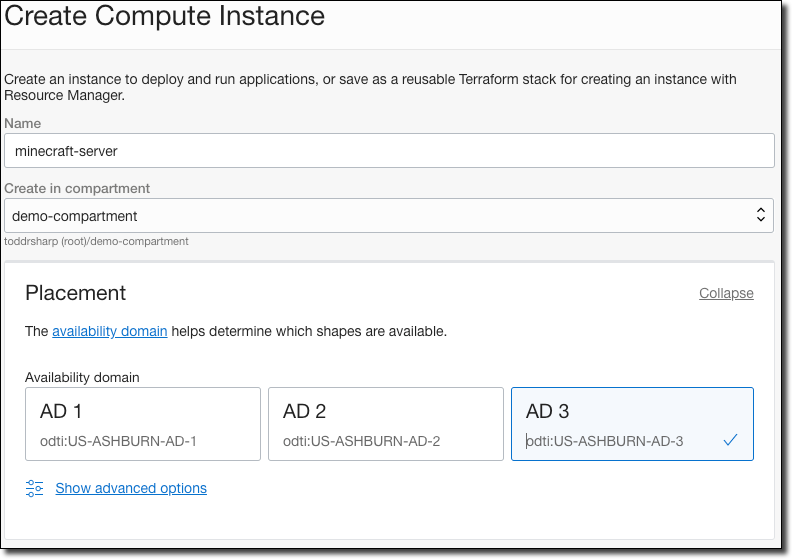 Create Compute Instance
Create an instance to deploy and run applications, or save as a reusable Terraform stack for creating an instance with
Resource Manager.
Name
minecraft-server
Create in compartment
demo-compartment
toddrsharp (root)/demo-compartment
Placement
Collapse
The availability domain helps determine which shapes are available.
Availability domain
AD 1
odti:US-ASHBURN-AD-1
AD 2
odti:US-ASHBURN-AD-2
AD 3
odti:US-ASHBURN-AD-3
Show advanced options